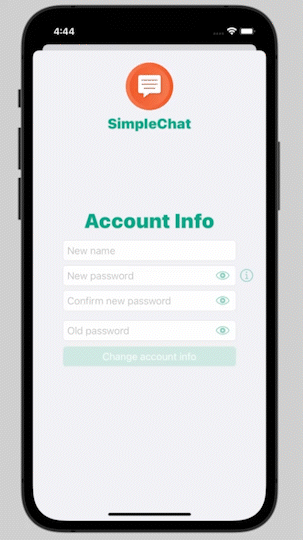 4:44
SimpleChat
Account Info
New name
New password
Confirm new password
Old password
Change account info